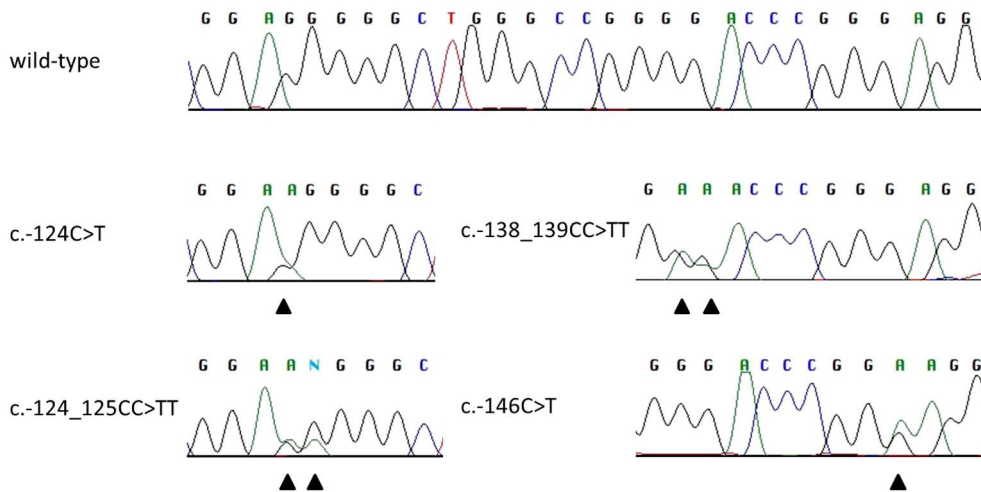 G G A G G G G G C T G G G C C G G G G A C C C G G G A G G
wild-type
G G A A G G G G C
c.-124C>T
G A A A C C C G G G A G G
c.-138_139CC>TT
G G A A N G G G C
c.-124_125CC>TT
G G G A C C C G G A A G G
c.-146C>T